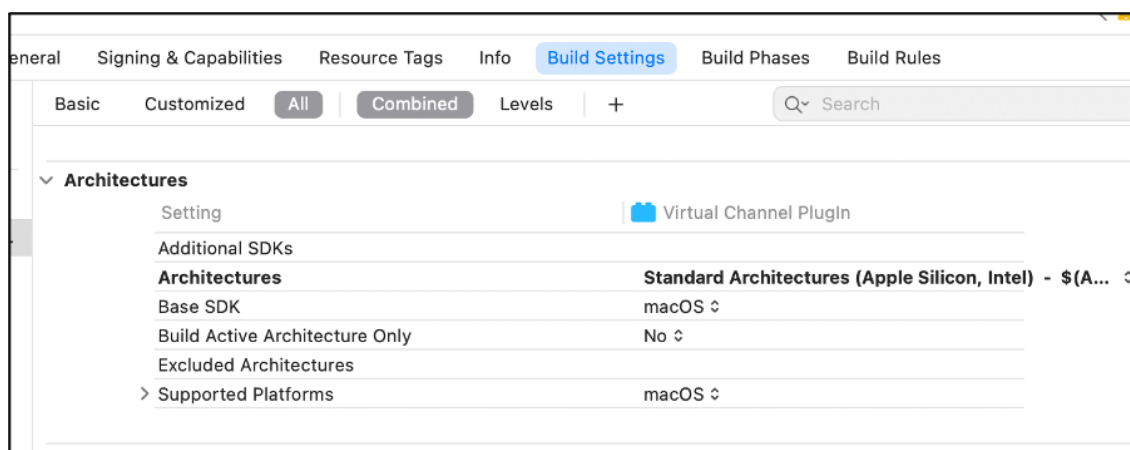 eneral Signing & Capabilities Resource Tags Info Build Settings Build Phases Build Rules
Basic Customized All Combined Levels + Search
Architectures
Setting Virtual Channel PlugIn
Additional SDKs
Architectures Standard Architectures (Apple Silicon, Intel) - $(A...
Base SDK macOS
Build Active Architecture Only No
Excluded Architectures
Supported Platforms macOS